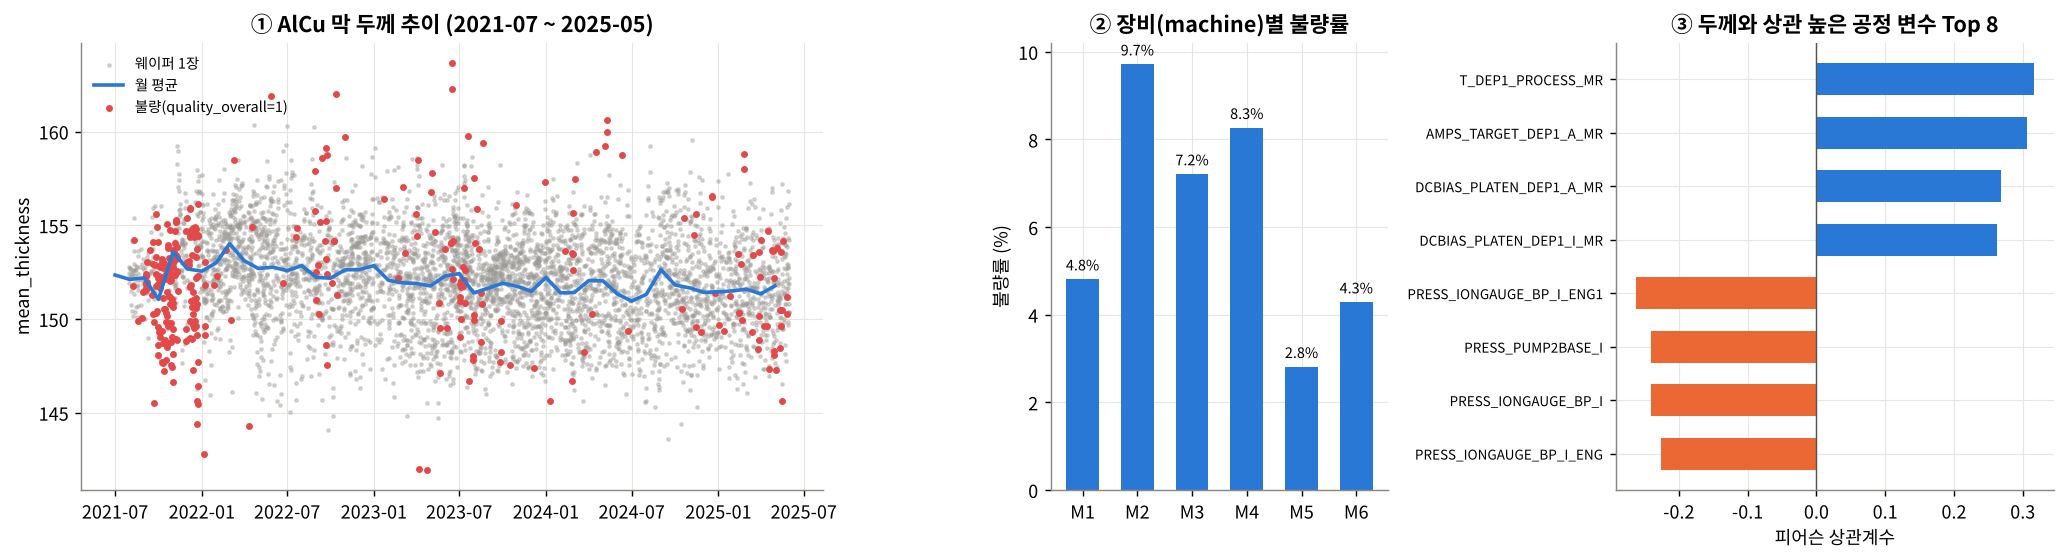 ① AlCu 막 두께 추이 (2021-07 ~ 2025-05)
웨이퍼 1장
월 평균
불량(quality_overall=1)
mean_thickness
160
155
150
145
2021-07 2022-01 2022-07 2023-01 2023-07 2024-01 2024-07 2025-01 2025-07
② 장비(machine)별 불량률
불량률 (%)
10
8
6
4
2
0
4.8%
9.7%
7.2%
8.3%
2.8%
4.3%
M1 M2 M3 M4 M5 M6
③ 두께와 상관 높은 공정 변수 Top 8
T_DEP1_PROCESS_MR
AMPS_TARGET_DEP1_A_MR
DCBIAS_PLATEN_DEP1_A_MR
DCBIAS_PLATEN_DEP1_I_MR
PRESS_IONGAUGE_BP_I_ENG1
PRESS_PUMP2BASE_I
PRESS_IONGAUGE_BP_I
PRESS_IONGAUGE_BP_I_ENG
-0.2 -0.1 0.0 0.1 0.2 0.3
피어슨 상관계수